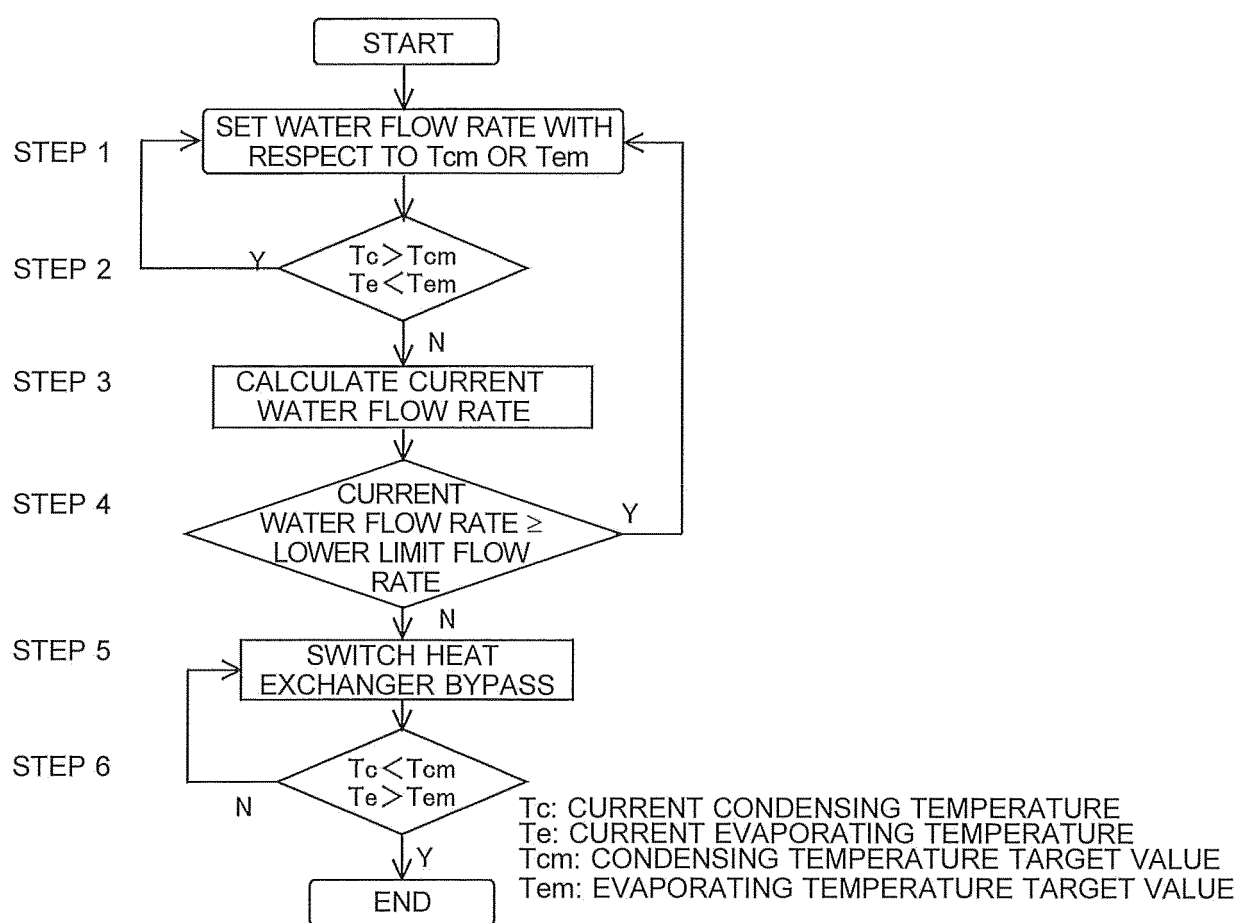 START
STEP 1
SET WATER FLOW RATE WITH
RESPECT TO Tcm OR Tem
STEP 2
Y
Tc＞Tcm
Te＜Tem
N
STEP 3
CALCULATE CURRENT
WATER FLOW RATE
STEP 4
CURRENT
WATER FLOW RATE ≥
LOWER LIMIT FLOW
RATE
Y
N
STEP 5
SWITCH HEAT
EXCHANGER BYPASS
STEP 6
Tc＜Tcm
Te＞Tem
N
Y
END
Tc: CURRENT CONDENSING TEMPERATURE
Te: CURRENT EVAPORATING TEMPERATURE
Tcm: CONDENSING TEMPERATURE TARGET VALUE
Tem: EVAPORATING TEMPERATURE TARGET VALUE